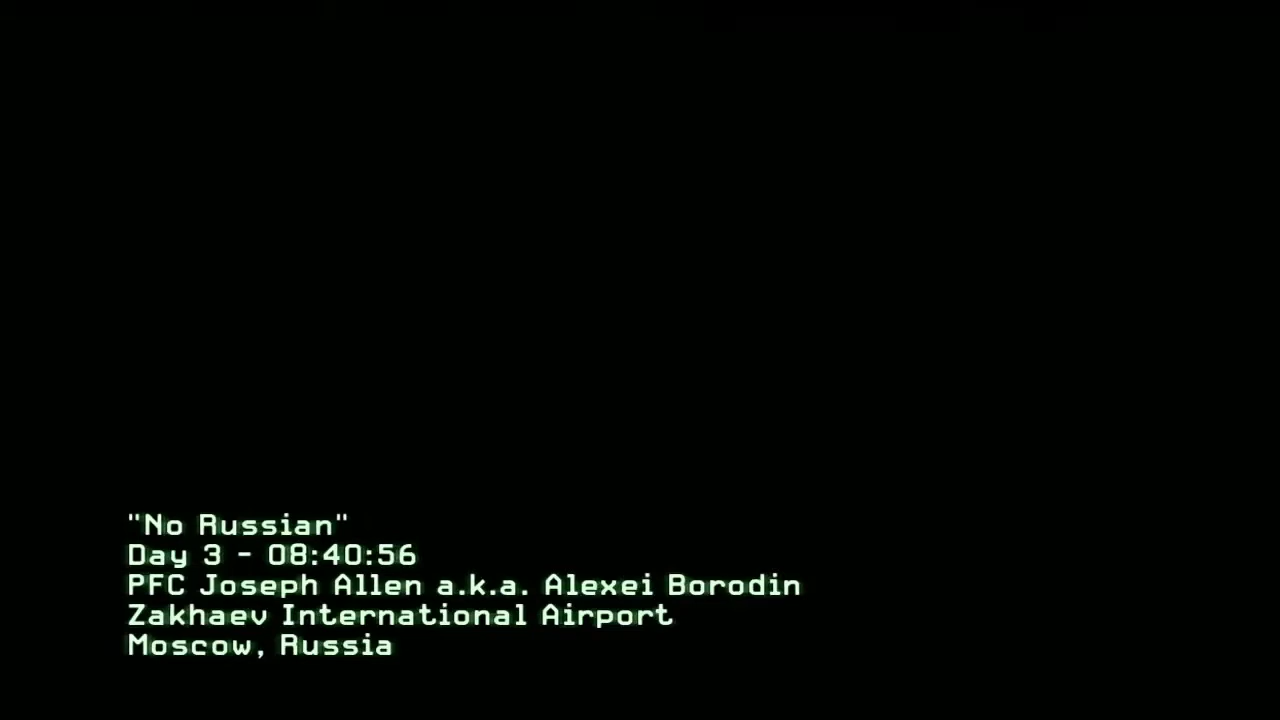 "No Russian"
Day 3 - 08:40:56
PFC Joseph Allen a.k.a. Alexei Borodin
Zakhaev International Airport
Moscow, Russia